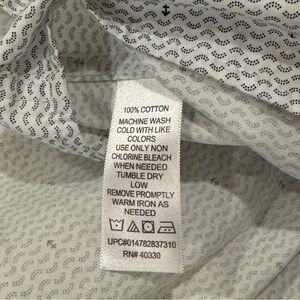 100% COTTON
MACHINE WASH
COLD WITH LIKE
COLORS
USE ONLY NON
CHLORINE BLEACH
WHEN NEEDED
TUMBLE DRY
LOW
REMOVE PROMPTLY
WARM IRON AS
NEEDED
UPC#014782837310
RN# 40330